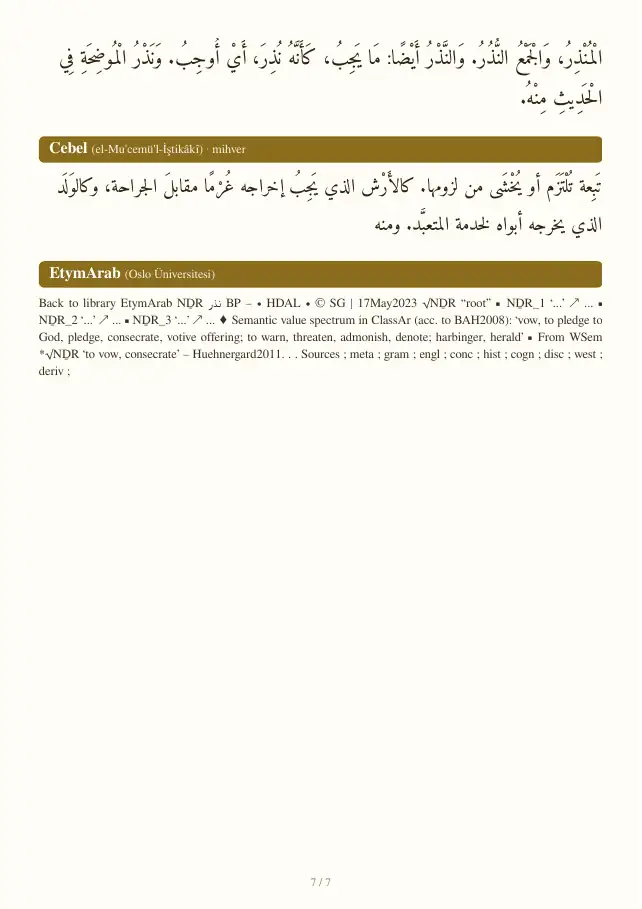 الْمُنْذِرُ، وَالْجَمْعُ النُّذُرُ. وَالنَّذْرُ أَيْضًا: مَا يَجِبُ، كَأَنَّهُ نُذِرَ، أَيْ أُوجِبُ. وَنَذْرُ الْمُوضِحَةِ فِي
الْحَدِيثِ مِنْهُ.
Cebel (el-Mu'cemü'l-İştikâkî) · mihver
تَبِعة تُلْتَزَم أو يُخْشَى من لزومها. كالأَرْش الذي يَجِبُ إخراجه غُرْمًا مقابلَ الجراحة، وكالوَلَد
الذي يخرجه أبواه لخدمة المتعبَّد. ومنه
EtymArab (Oslo Üniversitesi)
Back to library EtymArab NḎR نذر BP – • HDAL • © SG | 17May2023 √NḎR “root” ▪ NḎR_1 ‘...’ ↗ ... ▪
NḎR_2 ‘...’ ↗ ... ▪ NḎR_3 ‘...’ ↗ ... ♦ Semantic value spectrum in ClassAr (acc. to BAH2008): ‘vow, to pledge to
God, pledge, consecrate, votive offering; to warn, threaten, admonish, denote; harbinger, herald’ ▪ From WSem
*√NḎR ‘to vow, consecrate’ – Huehnergard2011. . . Sources ; meta ; gram ; engl ; conc ; hist ; cogn ; disc ; west ;
deriv ;
7 / 7